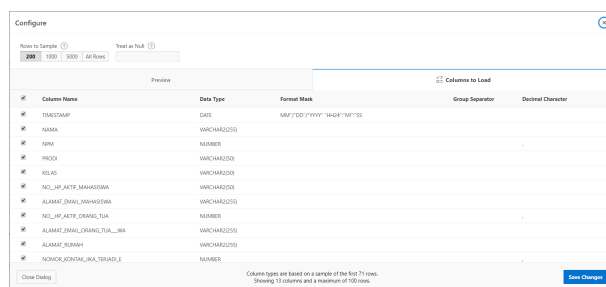 Configure
Rows to Sample ? Treat as Null ?
200 1000 5000 All Rows
Preview Columns to Load
Column Name Data Type Format Mask Group Separator Decimal Character
TIMESTAMP DATE MM"/"DD"/"YYYY" "HH24":"MI":"SS
NAMA VARCHAR2(255)
NPM NUMBER .
PRODI VARCHAR2(50)
KELAS VARCHAR2(50)
NO__HP_AKTIF_MAHASISWA VARCHAR2(50)
ALAMAT_EMAIL_MAHASISWA VARCHAR2(255)
NO__HP_AKTIF_ORANG_TUA NUMBER .
ALAMAT_EMAIL_ORANG_TUA___WA VARCHAR2(255)
ALAMAT_RUMAH VARCHAR2(255)
NOMOR_KONTAK_JIKA_TERJADI_E NUMBER .
Close Dialog Column types are based on a sample of the first 71 rows. Save Changes
Showing 13 columns and a maximum of 100 rows.